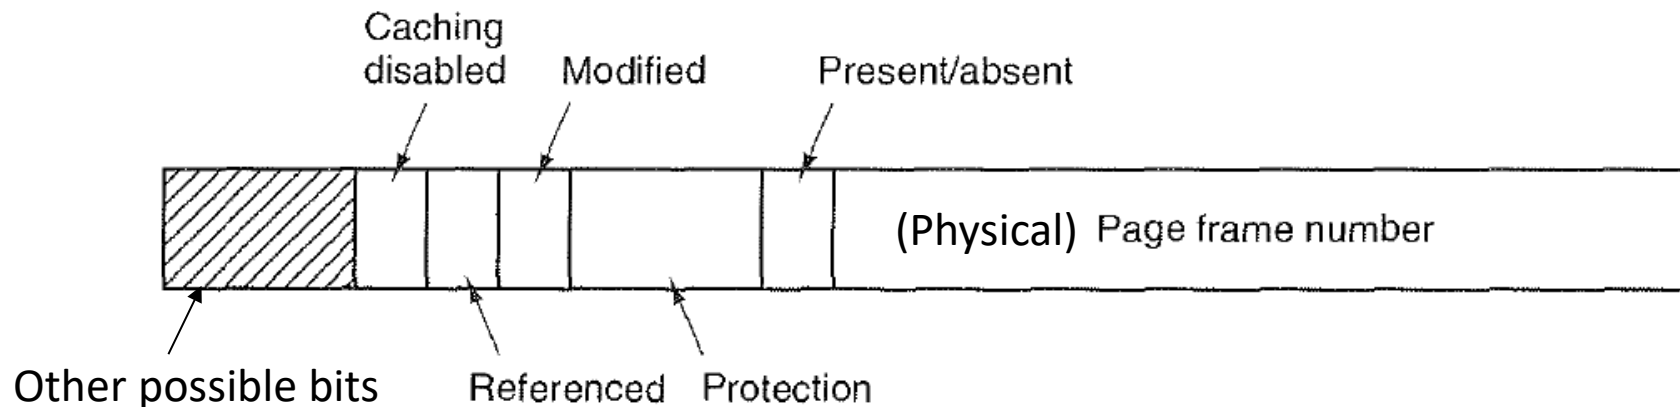 Caching
disabled
Modified
Present/absent
(Physical) Page frame number
Other possible bits
Referenced
Protection